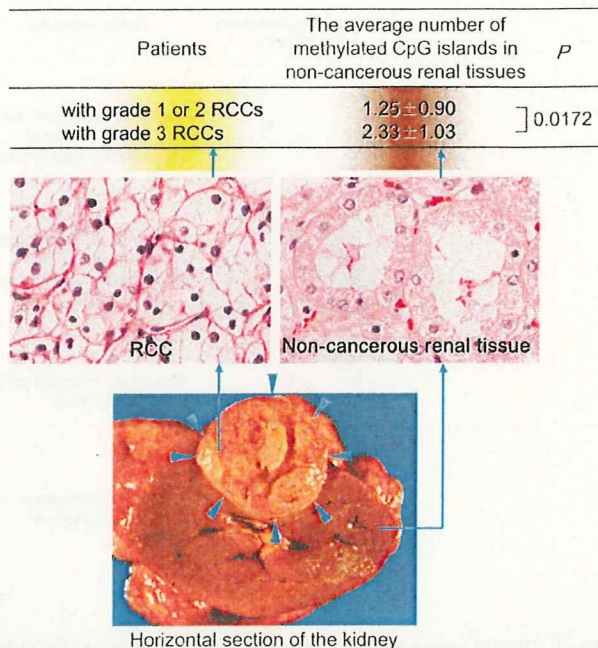 Patients
The average number of
methylated CpG islands in
non-cancerous renal tissues
P
with grade 1 or 2 RCCs 1.25±0.90
with grade 3 RCCs 2.33±1.03
0.0172
RCC
Non-cancerous renal tissue
Horizontal section of the kidney